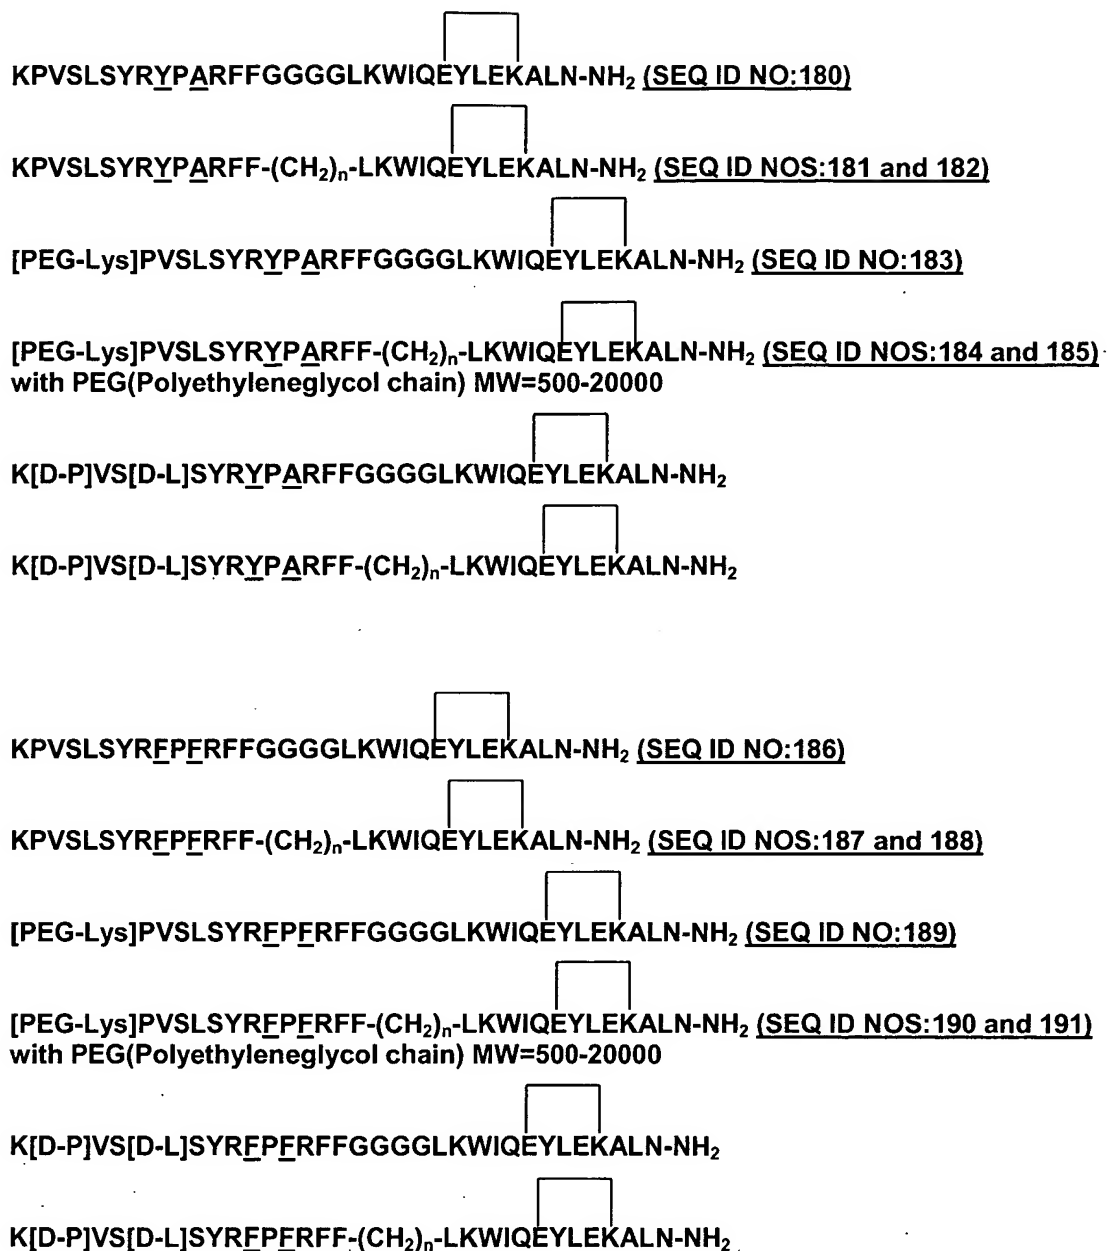 KPVSLSYRYPARFFGGGGLKWIQEYLEKALN-NH2 (SEQ ID NO:180)
KPVSLSYRYPARFF-(CH2)n-LKWIQEYLEKALN-NH2 (SEQ ID NOS:181 and 182)
[PEG-Lys]PVSLSYRYPARFFGGGGLKWIQEYLEKALN-NH2 (SEQ ID NO:183)
[PEG-Lys]PVSLSYRYPARFF-(CH2)n-LKWIQEYLEKALN-NH2 (SEQ ID NOS:184 and 185)
with PEG(Polyethyleneglycol chain) MW=500-20000
K[D-P]VS[D-L]SYRYPARFFGGGGLKWIQEYLEKALN-NH2
K[D-P]VS[D-L]SYRYPARFF-(CH2)n-LKWIQEYLEKALN-NH2
KPVSLSYRFPFRFFGGGGLKWIQEYLEKALN-NH2 (SEQ ID NO:186)
KPVSLSYRFPFRFF-(CH2)n-LKWIQEYLEKALN-NH2 (SEQ ID NOS:187 and 188)
[PEG-Lys]PVSLSYRFPFRFFGGGGLKWIQEYLEKALN-NH2 (SEQ ID NO:189)
[PEG-Lys]PVSLSYRFPFRFF-(CH2)n-LKWIQEYLEKALN-NH2 (SEQ ID NOS:190 and 191)
with PEG(Polyethyleneglycol chain) MW=500-20000
K[D-P]VS[D-L]SYRFPFRFFGGGGLKWIQEYLEKALN-NH2
K[D-P]VS[D-L]SYRFPFRFF-(CH2)n-LKWIQEYLEKALN-NH2